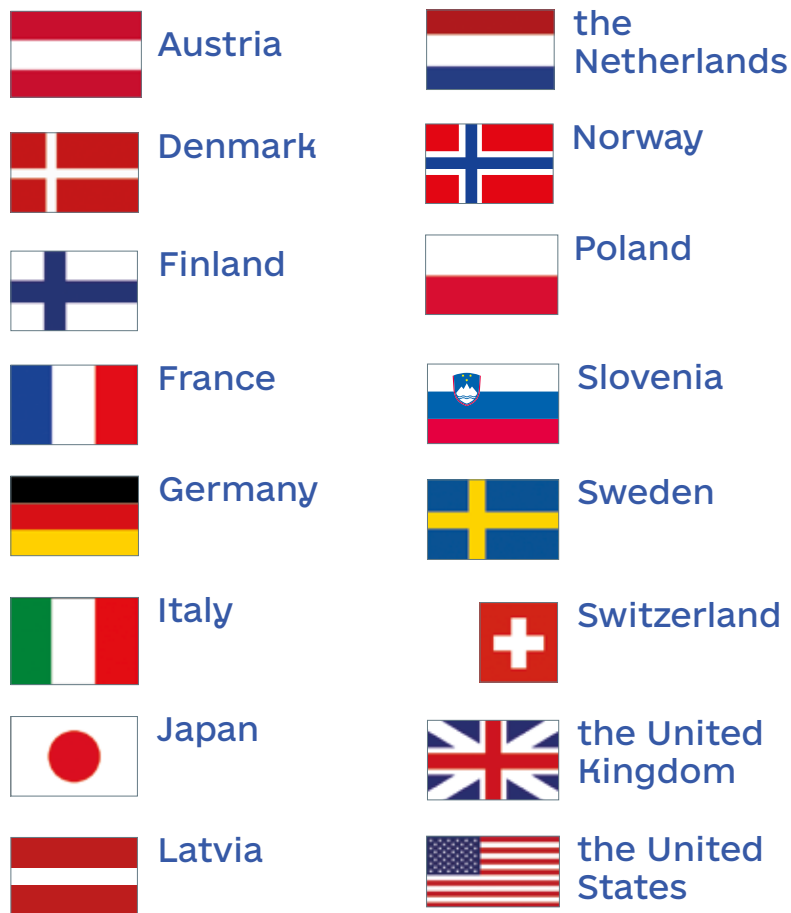 Austria
Denmark
Finland
France
Germany
Italy
Japan
Latvia
the
Netherlands
Norway
Poland
Slovenia
Sweden
Switzerland
the United
Kingdom
the United
States